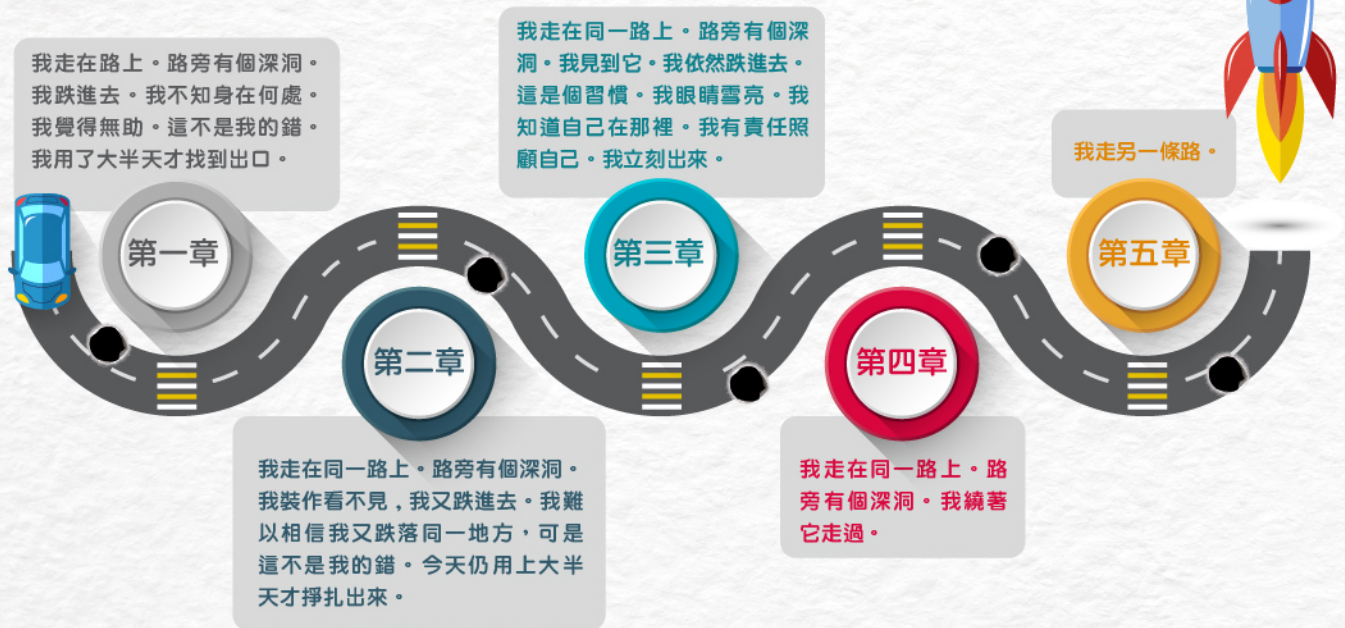 第一章
我走在路上。路旁有個深洞。
我跌進去。我不知身在何處。
我覺得無助。這不是我的錯。
我用了大半天才找到出口。
第二章
我走在同一路上。路旁有個深洞。
我裝作看不見，我又跌進去。我難
以相信我又跌落同一地方，可是
這不是我的錯。今天仍用上大半
天才掙扎出來。
第三章
我走在同一路上。路旁有個深
洞。我見到它。我依然跌進去。
這是個習慣。我眼睛雪亮。我
知道自己在那裡。我有責任照
顧自己。我立刻出來。
第四章
我走在同一路上。路
旁有個深洞。我繞著
它走過。
第五章
我走另一條路。